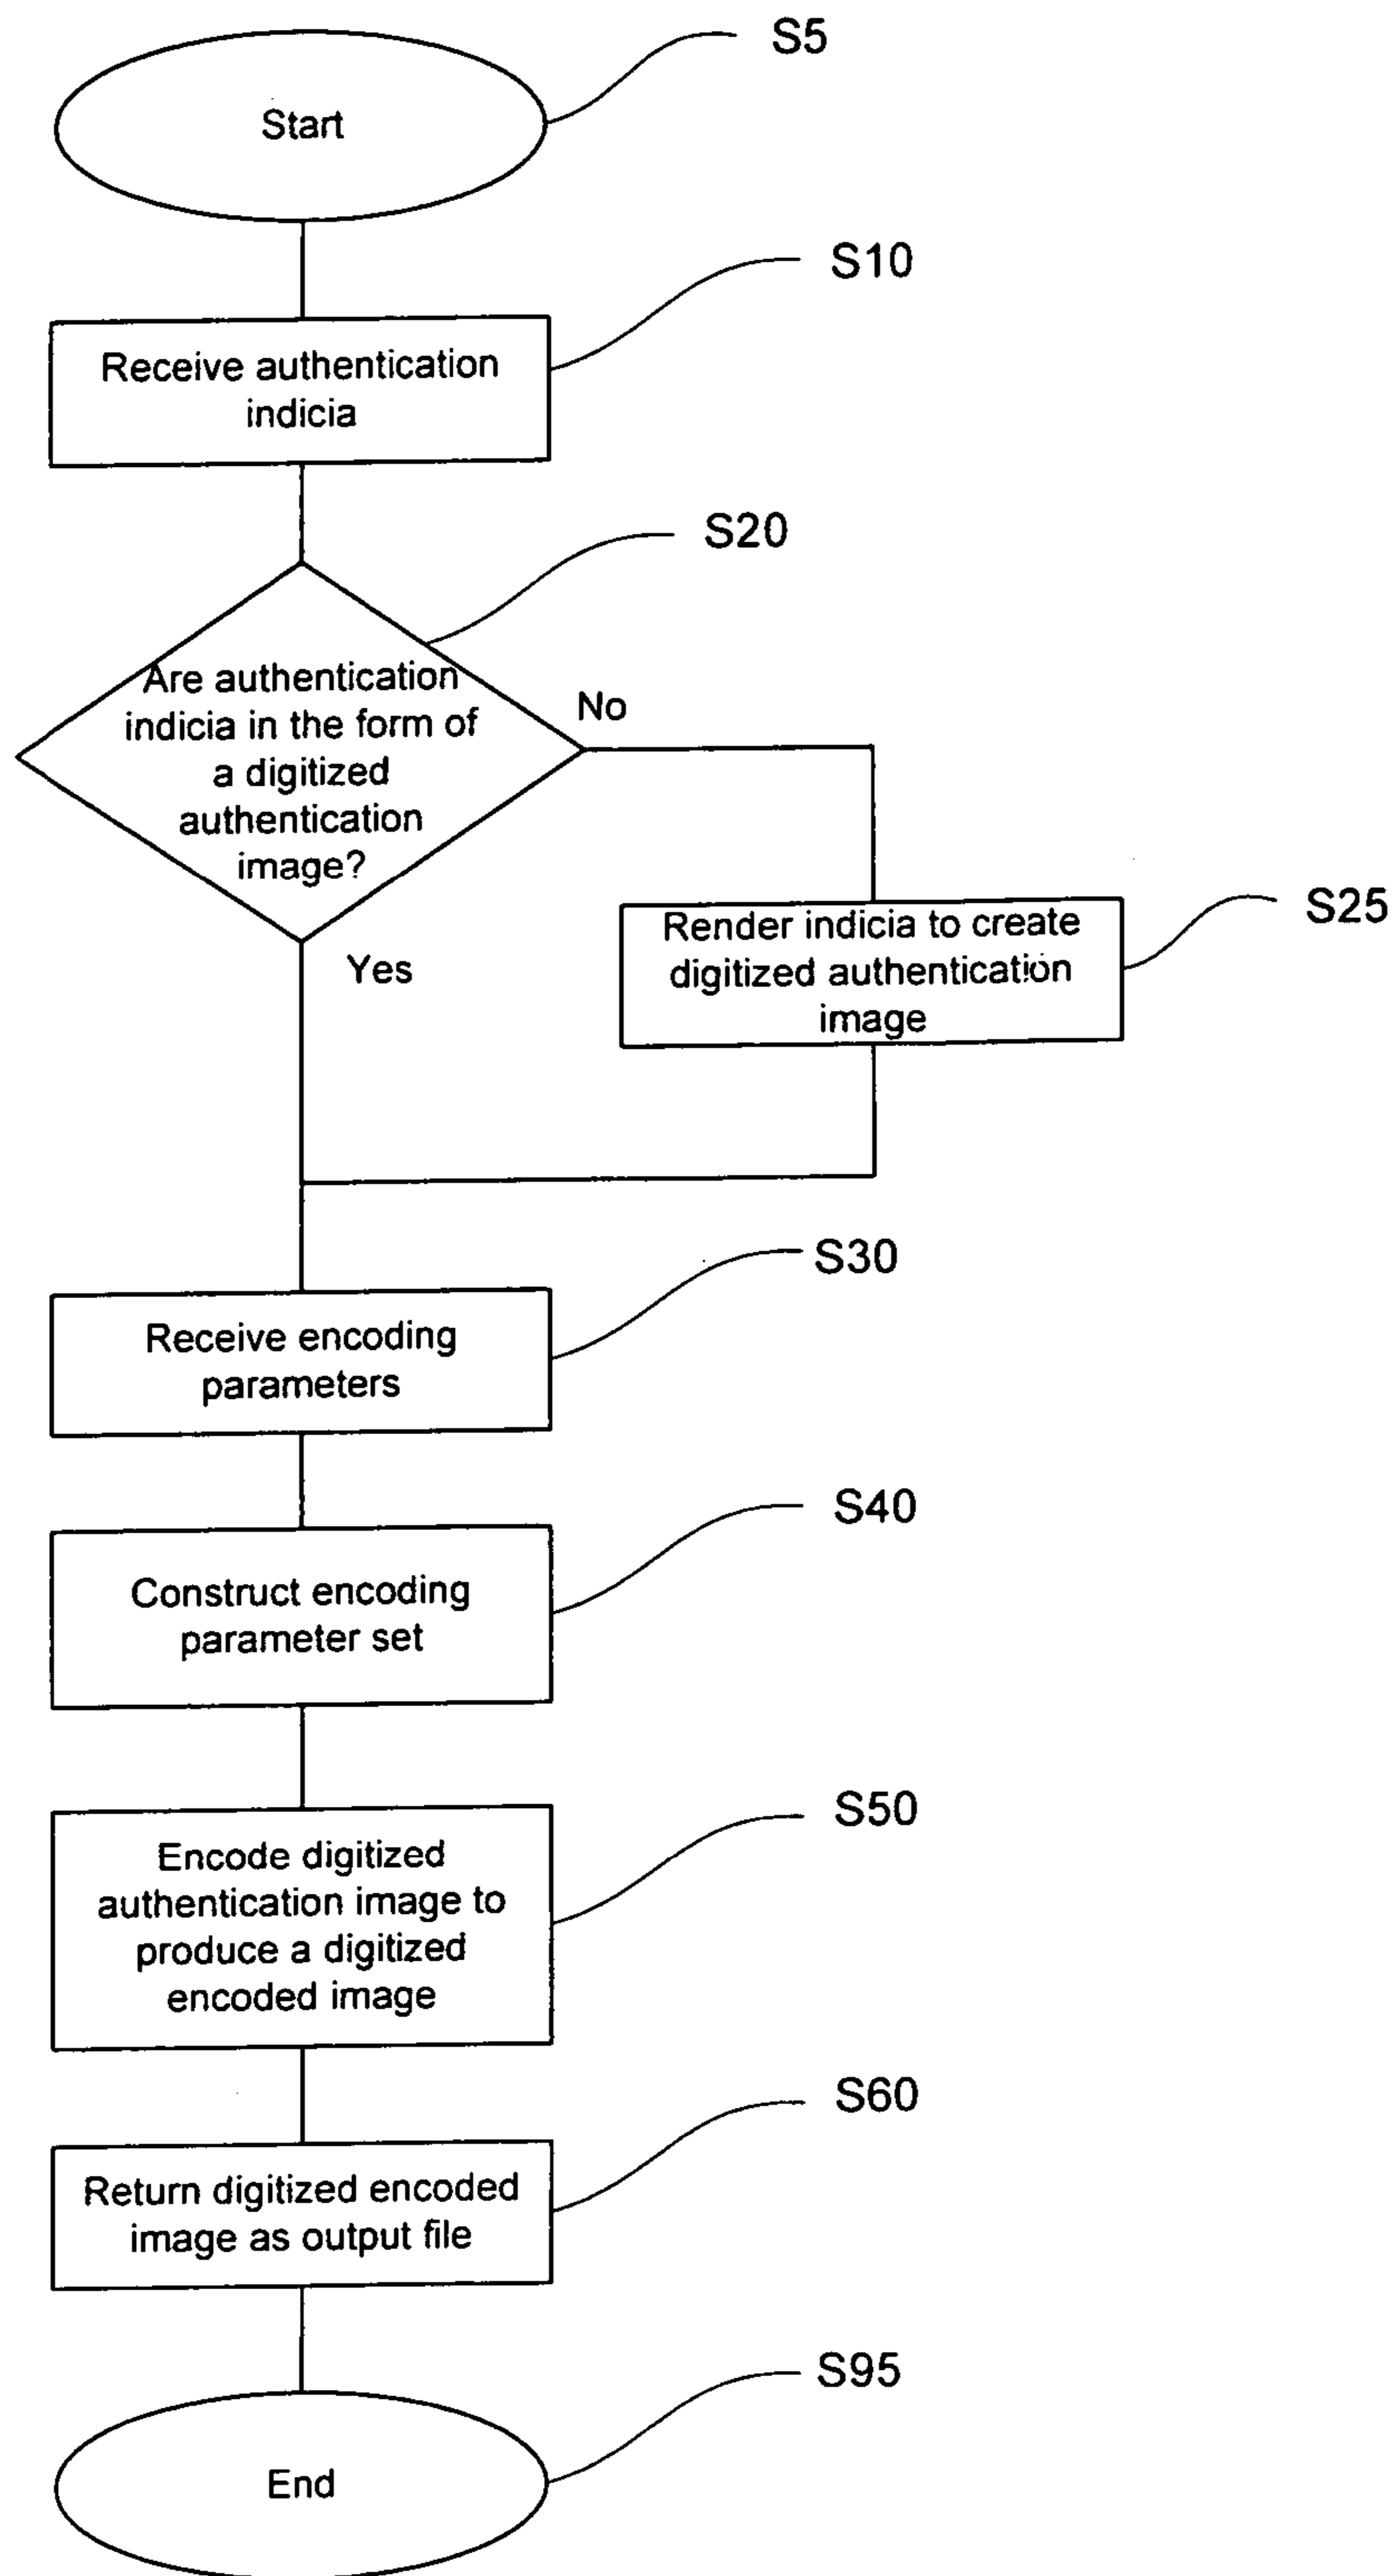 S5
Start
S10
Receive authentication
indicia
S20
Are authentication
indicia in the form of
a digitized
authentication
image?
No
Yes
S25
Render indicia to create
digitized authentication
image
S30
Receive encoding
parameters
S40
Construct encoding
parameter set
S50
Encode digitized
authentication image to
produce a digitized
encoded image
S60
Return digitized encoded
image as output file
S95
End